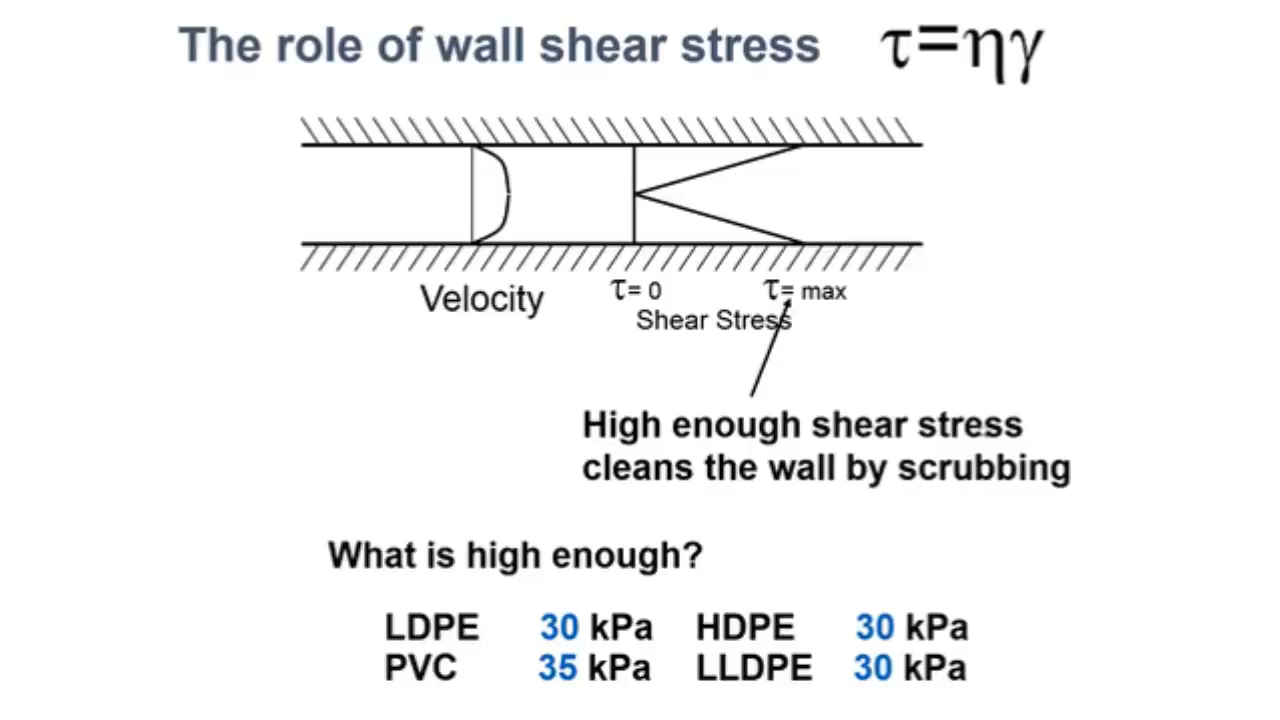 The role of wall shear stress τ=ηγ
Velocity
τ= 0
τ= max
Shear Stress
High enough shear stress
cleans the wall by scrubbing
What is high enough?
LDPE 30 kPa HDPE 30 kPa
PVC 35 kPa LLDPE 30 kPa